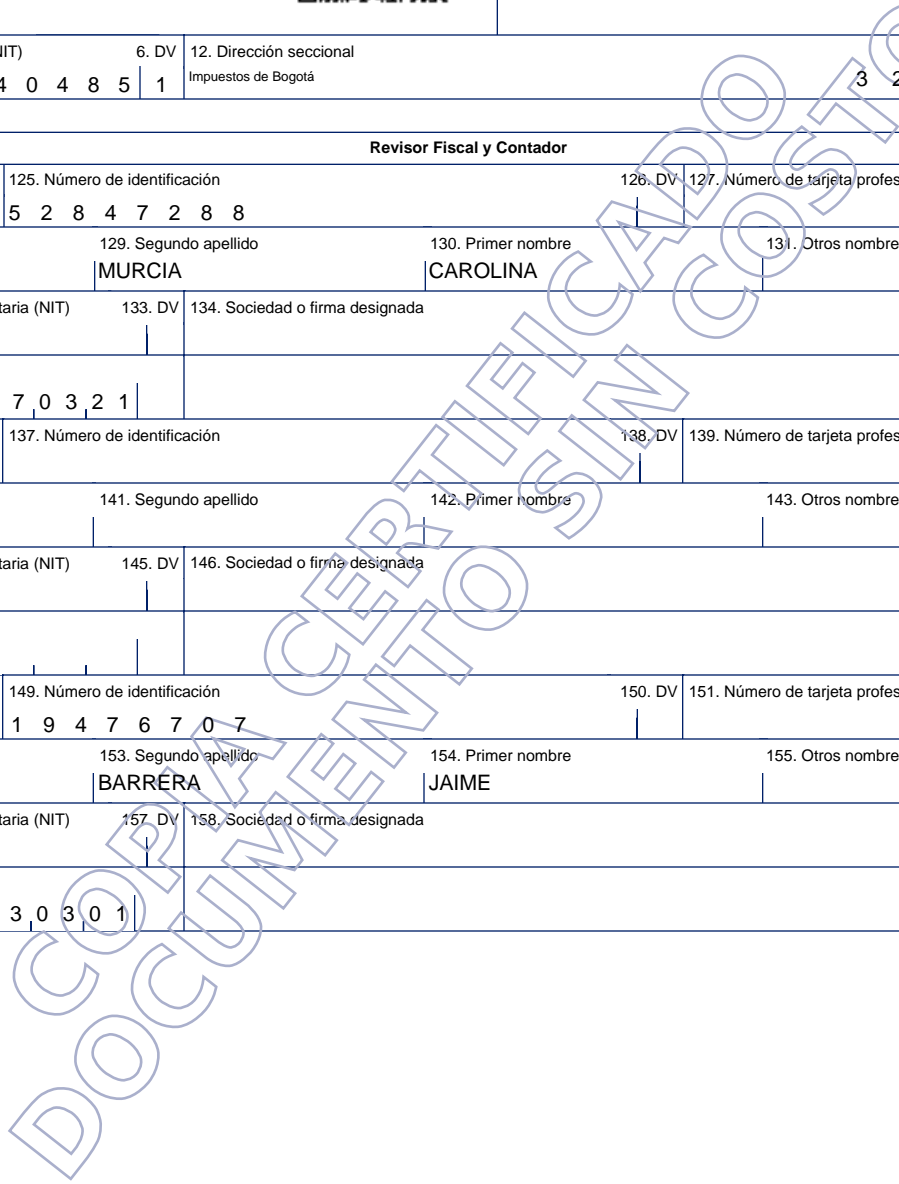 6. DV 12. Dirección seccional
4 0 4 8 5 1 Impuestos de Bogotá 3 2
Revisor Fiscal y Contador
125. Número de identificación 126. DV 127. Número de tarjeta profes
5 2 8 4 7 2 8 8
129. Segundo apellido 130. Primer nombre 131. Otros nombre
MURCIA CAROLINA
taria (NIT) 133. DV 134. Sociedad o firma designada
7 0 3 2 1
137. Número de identificación 138. DV 139. Número de tarjeta profes
141. Segundo apellido 142. Primer nombre 143. Otros nombre
taria (NIT) 145. DV 146. Sociedad o firma designada
149. Número de identificación 150. DV 151. Número de tarjeta profes
1 9 4 7 6 7 0 7
153. Segundo apellido 154. Primer nombre 155. Otros nombre
BARRERA JAIME
taria (NIT) 157. DV 158. Sociedad o firma designada
3 0 3 0 1
COPIA CERTIFICADO
DOCUMENTO SIN COSTO